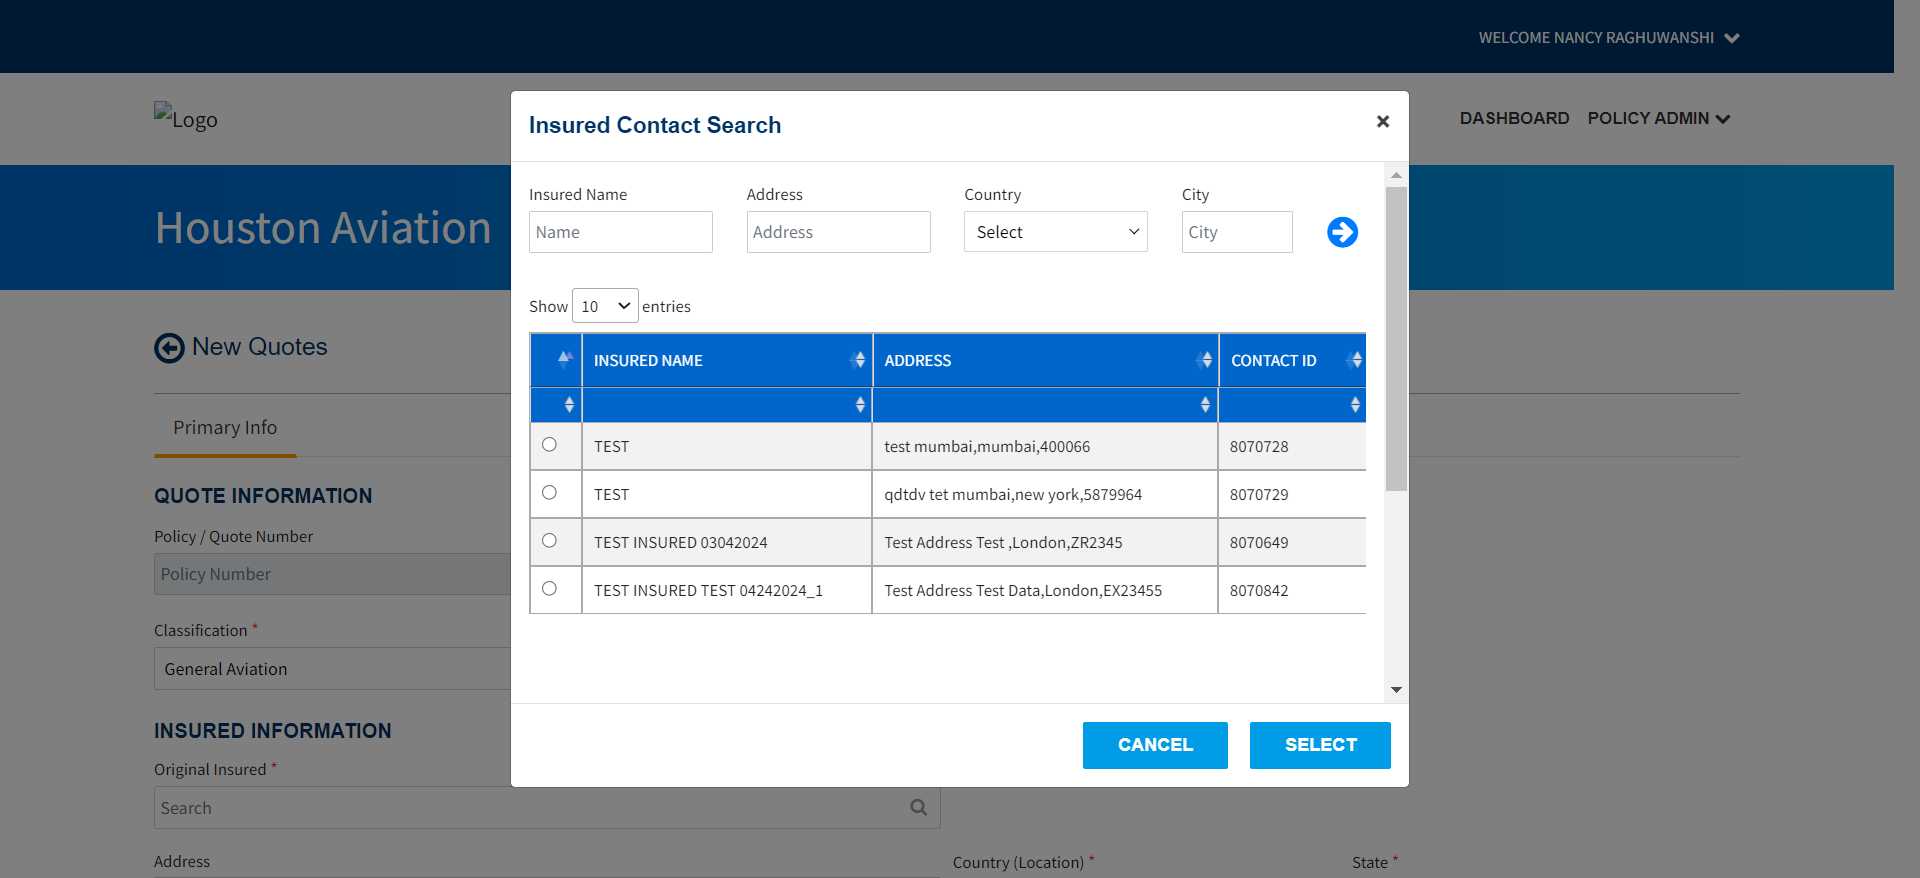 WELCOME NANCY RAGHUWANSHI
Logo
DASHBOARD POLICY ADMIN
Houston Aviation
New Quotes
Primary Info
QUOTE INFORMATION
Policy / Quote Number
Policy Number
Classification *
General Aviation
INSURED INFORMATION
Original Insured *
Search
Address
Country (Location) *
State *
Insured Contact Search ×
Insured Name Address Country City
Name Address Select City
Show 10 entries
INSURED NAME ADDRESS CONTACT ID
TEST test mumbai,mumbai,400066 8070728
TEST qdtdv tet mumbai,new york,5879964 8070729
TEST INSURED 03042024 Test Address Test ,London,ZR2345 8070649
TEST INSURED TEST 04242024_1 Test Address Test Data,London,EX23455 8070842
CANCEL SELECT